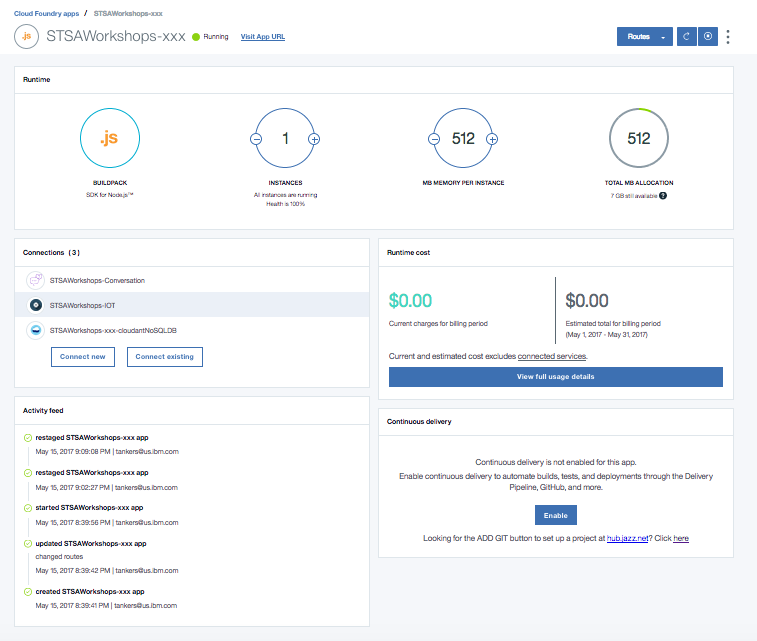 Cloud Foundry apps / STSAWorkshops-xxx
.js STSAWorkshops-xxx Running Visit App URL Routes
Runtime
.js
BUILDPACK
SDK for Node.js™
1
INSTANCES
All instances are running
Health is 100%
512
MB MEMORY PER INSTANCE
512
TOTAL MB ALLOCATION
7 GB still available ?
Connections (3)
STSAWorkshops-Conversation
STSAWorkshops-IOT
STSAWorkshops-xxx-cloudantNoSQLDB
Connect new Connect existing
Runtime cost
$0.00
Current charges for billing period
$0.00
Estimated total for billing period
(May 1, 2017 - May 31, 2017)
Current and estimated cost excludes connected services.
View full usage details
Activity feed
restaged STSAWorkshops-xxx app
May 15, 2017 9:09:08 PM | tankers@us.ibm.com
restaged STSAWorkshops-xxx app
May 15, 2017 9:02:27 PM | tankers@us.ibm.com
started STSAWorkshops-xxx app
May 15, 2017 8:39:56 PM | tankers@us.ibm.com
updated STSAWorkshops-xxx app
changed routes
May 15, 2017 8:39:42 PM | tankers@us.ibm.com
created STSAWorkshops-xxx app
May 15, 2017 8:39:41 PM | tankers@us.ibm.com
Continuous delivery
Continuous delivery is not enabled for this app.
Enable continuous delivery to automate builds, tests, and deployments through the Delivery
Pipeline, GitHub, and more.
Enable
Looking for the ADD GIT button to set up a project at hub.jazz.net? Click here